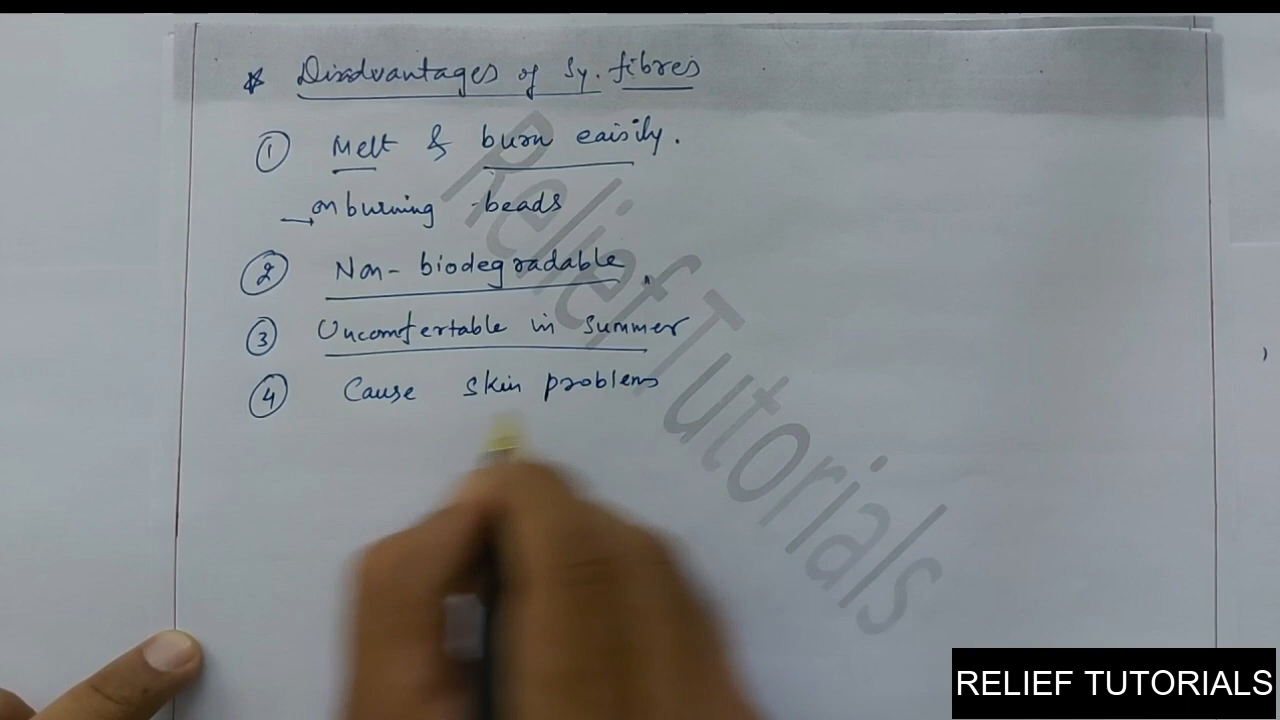 * Disadvantages of Sy. fibres
① Melt & burn eaisily.
→ on burning - beads
② Non-biodegradable.
③ Uncomfertable in summer
④ Cause skin problems
Relief Tutorials
RELIEF TUTORIALS